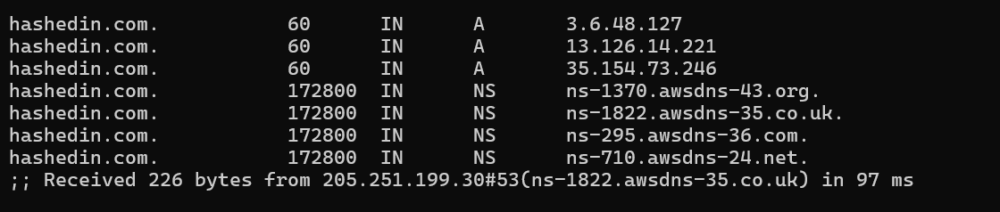 hashedin.com.           60      IN      A       3.6.48.127
hashedin.com.           60      IN      A       13.126.14.221
hashedin.com.           60      IN      A       35.154.73.246
hashedin.com.           172800  IN      NS      ns-1370.awsdns-43.org.
hashedin.com.           172800  IN      NS      ns-1822.awsdns-35.co.uk.
hashedin.com.           172800  IN      NS      ns-295.awsdns-36.com.
hashedin.com.           172800  IN      NS      ns-710.awsdns-24.net.
;; Received 226 bytes from 205.251.199.30#53(ns-1822.awsdns-35.co.uk) in 97 ms